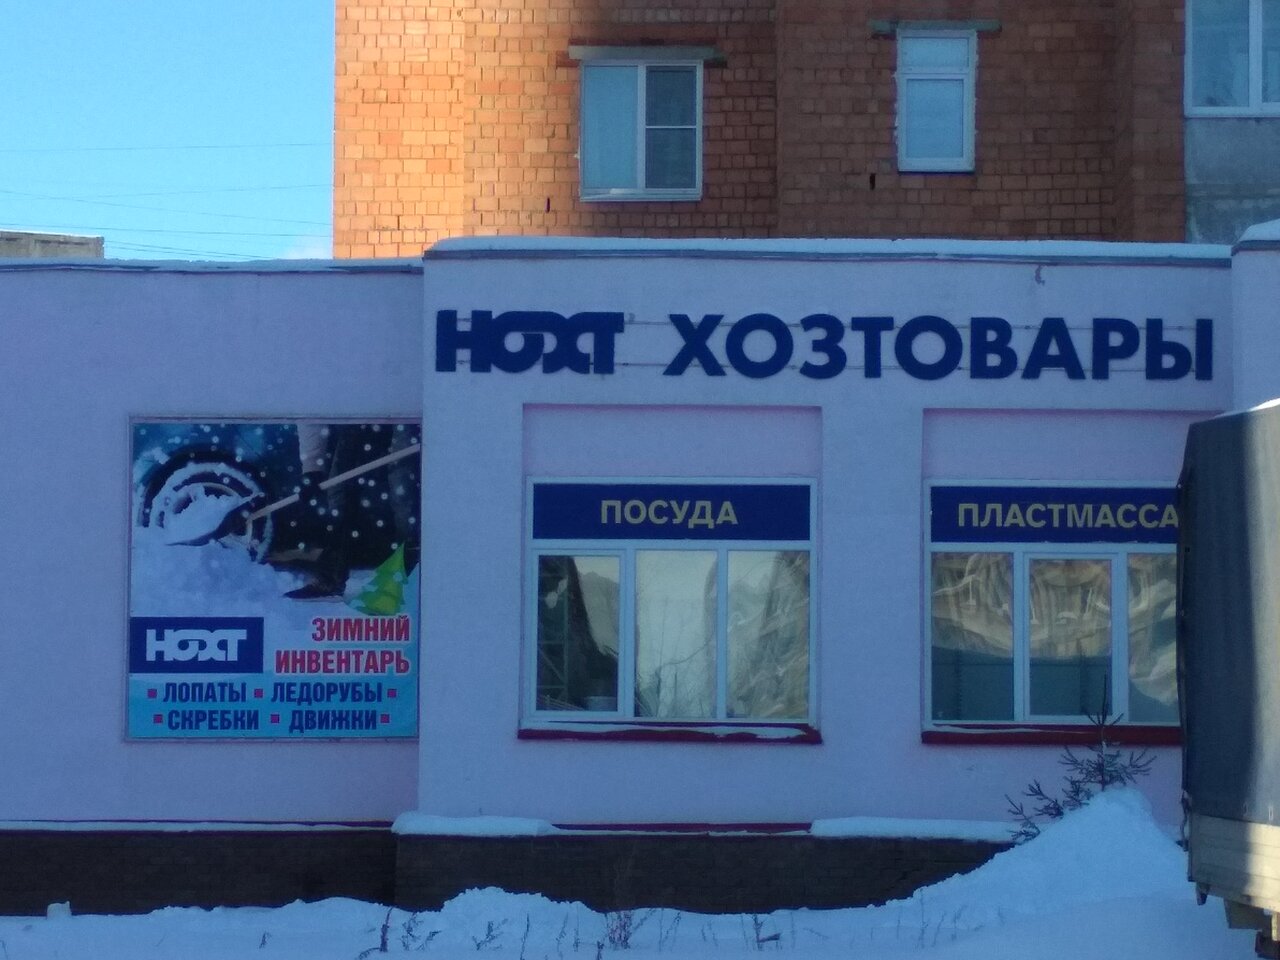 НОХТ ХОЗТОВАРЫ
ПОСУДА
ПЛАСТМАССА
НОХТ
ЗИМНИЙ
ИНВЕНТАРЬ
▪ ЛОПАТЫ ▪ ЛЕДОРУБЫ ▪
▪ СКРЕБКИ ▪ ДВИЖКИ ▪